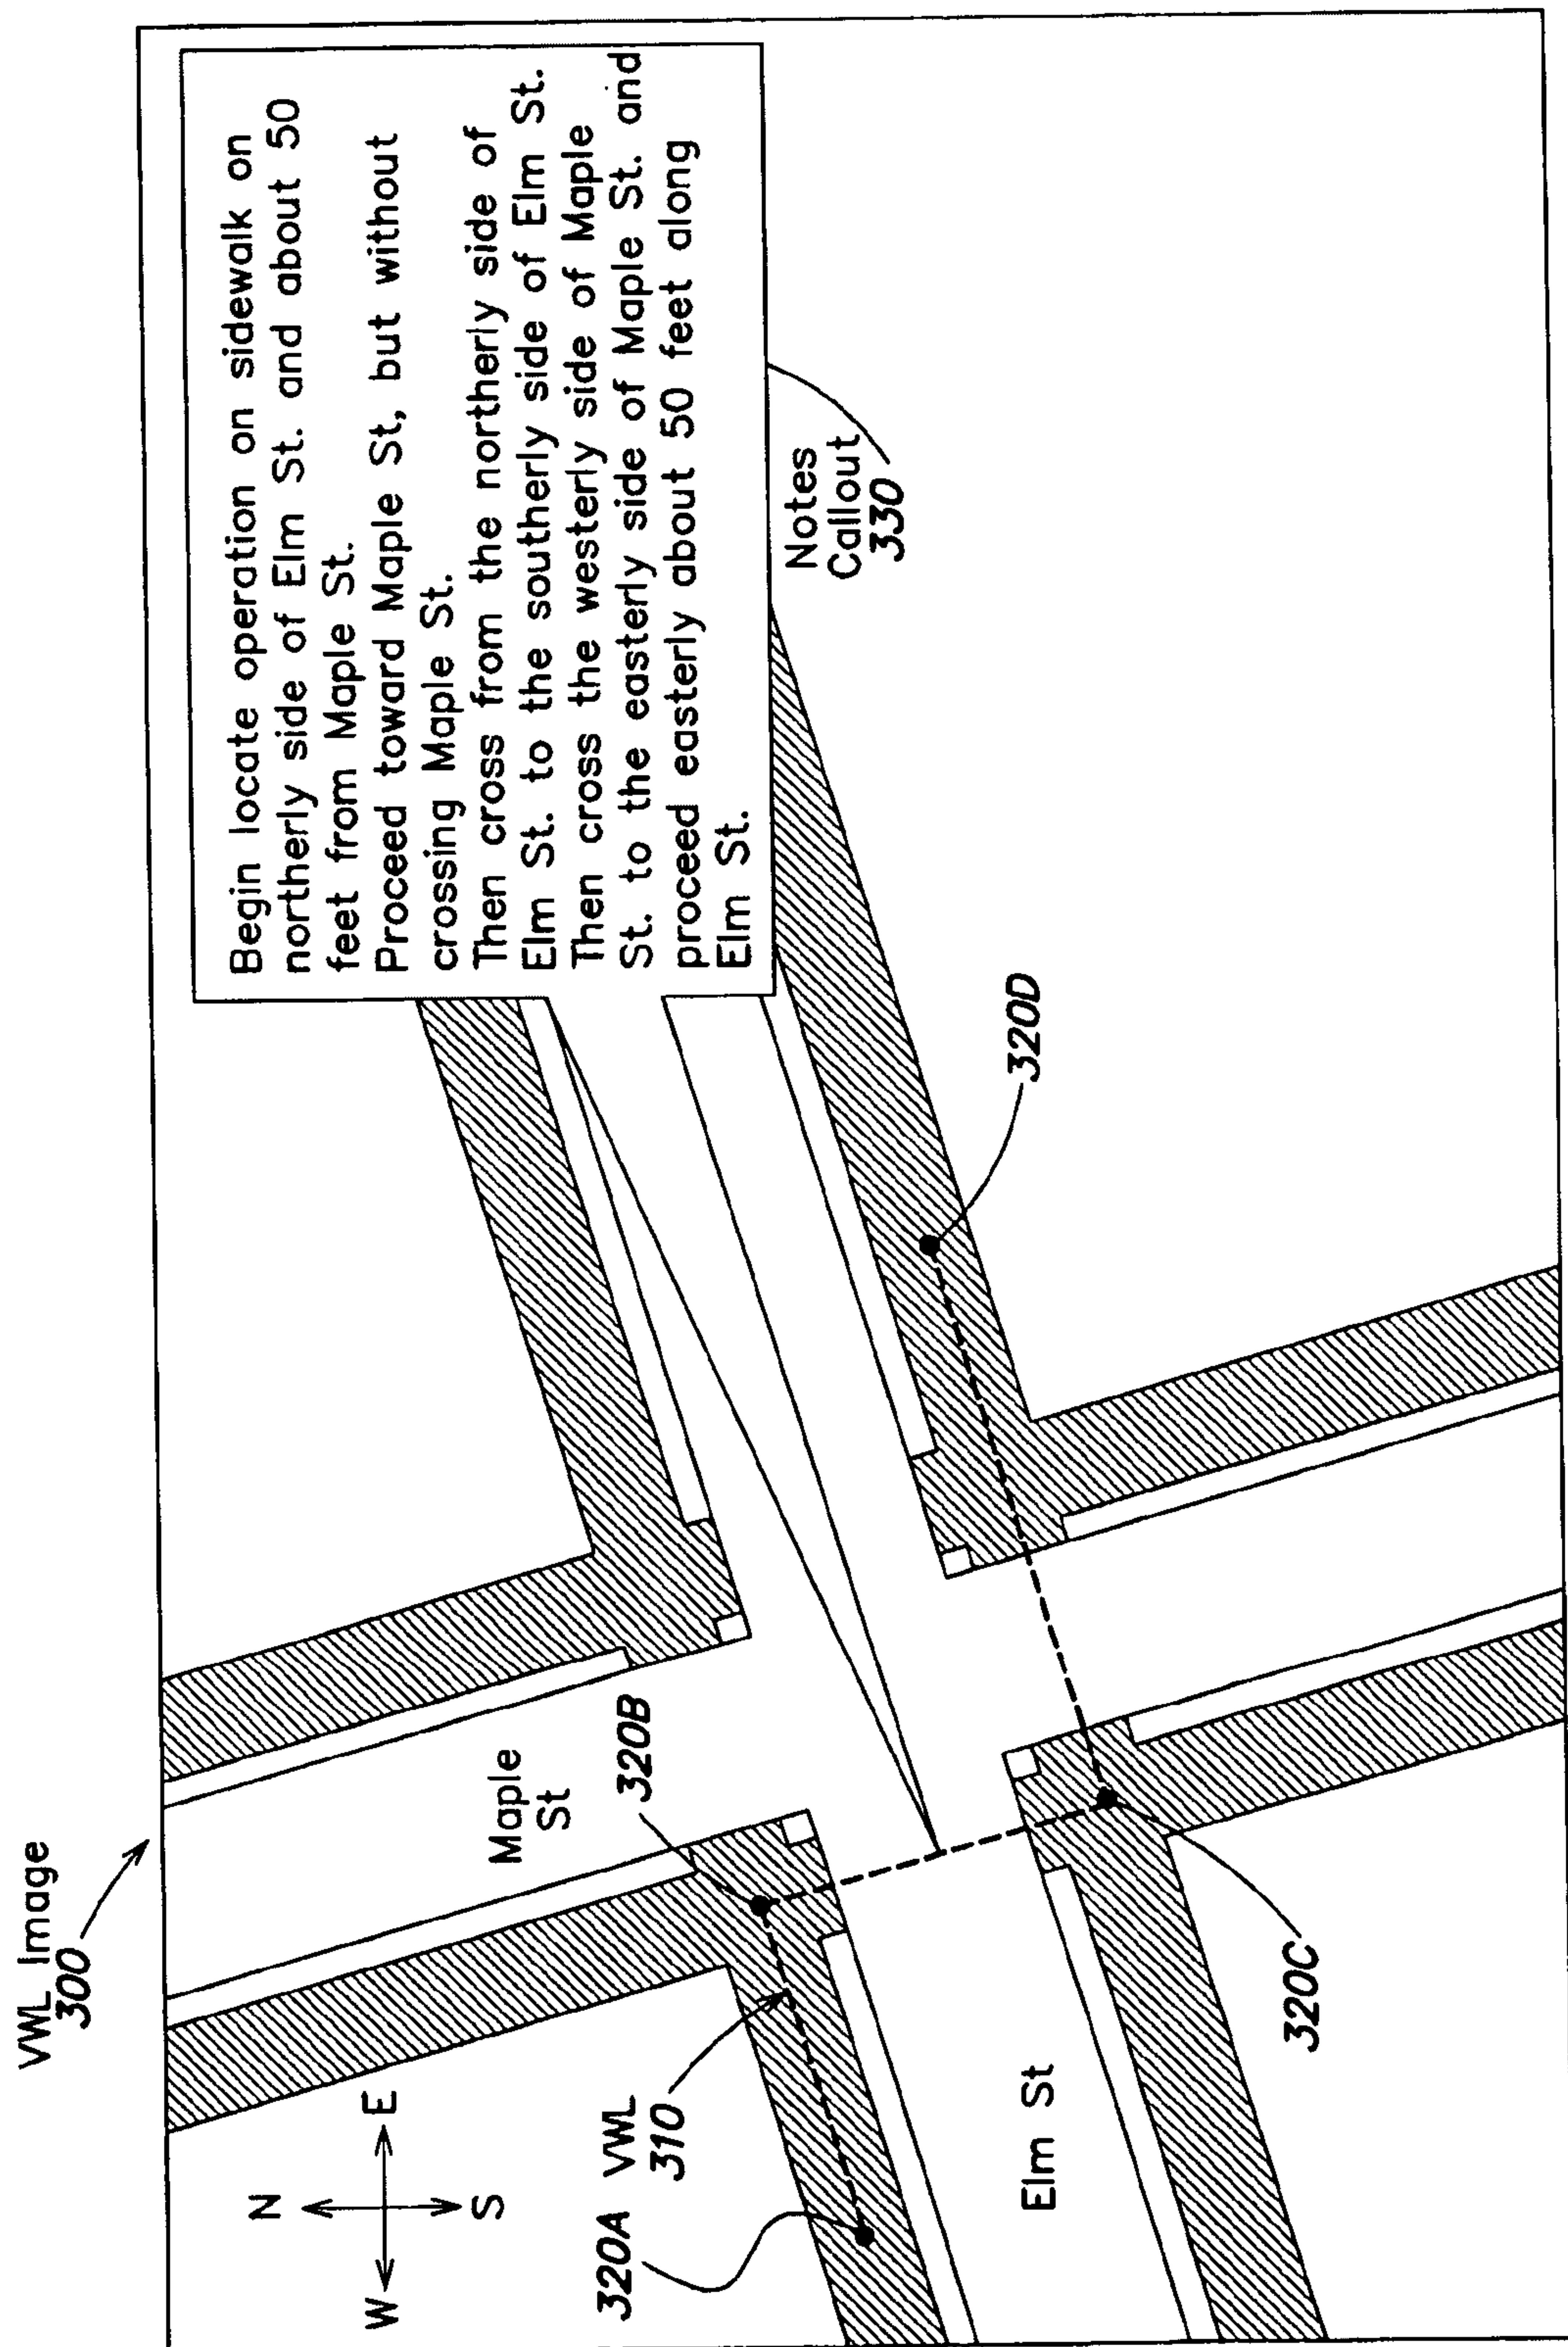 VWL Image
300
Begin locate operation on sidewalk on
northerly side of Elm St. and about 50
feet from Maple St.
Proceed toward Maple St, but without
crossing Maple St.
Then cross from the northerly side of
Elm St. to the southerly side of Elm St.
Then cross the westerly side of Maple
St. to the easterly side of Maple St. and
proceed easterly about 50 feet along
Elm St.
N
W
E
S
Maple
St
320B
320A
VWL
310
Notes
Callout
330
320D
Elm St
320C